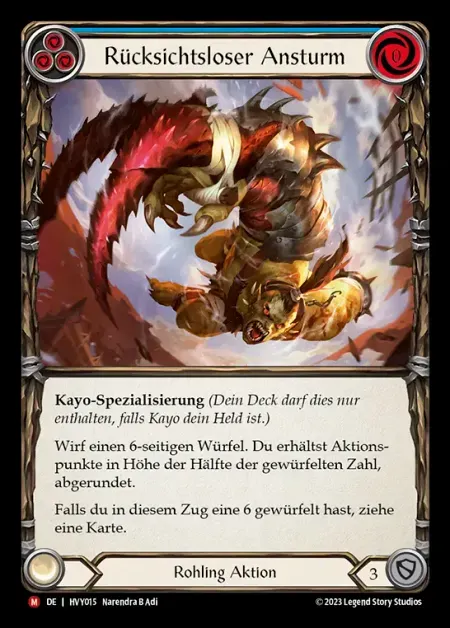 Rücksichtsloser Ansturm
0
Kayo-Spezialisierung (Dein Deck darf dies nur
enthalten, falls Kayo dein Held ist.)
Wirf einen 6-seitigen Würfel. Du erhältst Aktions-
punkte in Höhe der Hälfte der gewürfelten Zahl,
abgerundet.
Falls du in diesem Zug eine 6 gewürfelt hast, ziehe
eine Karte.
Rohling Aktion
3
M DE | HVY015 Narendra B Adi
© 2023 Legend Story Studios